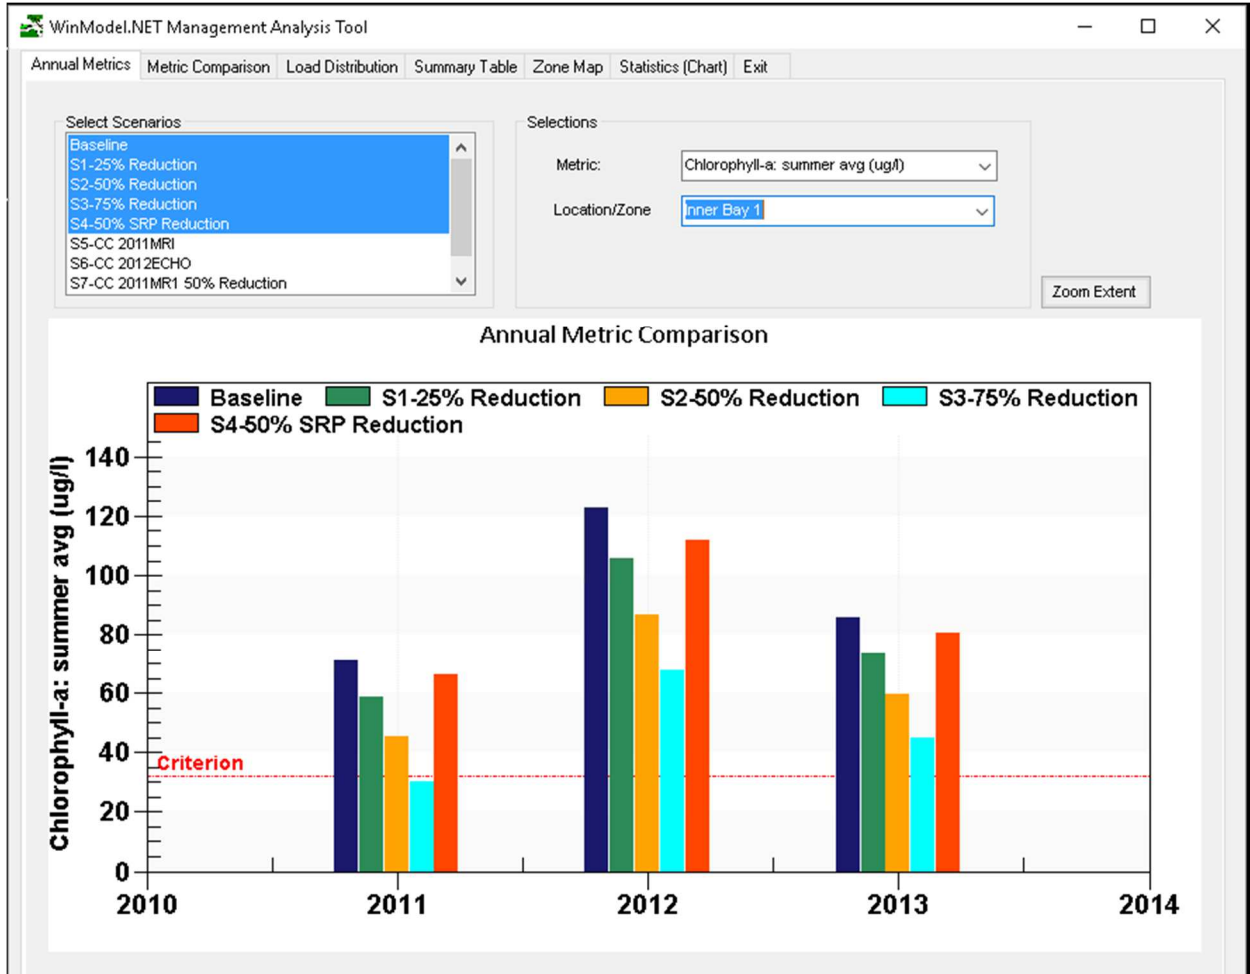 WinModel.NET Management Analysis Tool
Annual Metrics Metric Comparison Load Distribution Summary Table Zone Map Statistics (Chart) Exit
Select Scenarios
Baseline
S1-25% Reduction
S2-50% Reduction
S3-75% Reduction
S4-50% SRP Reduction
S5-CC 2011MRI
S6-CC 2012ECHO
S7-CC 2011MR1 50% Reduction
Selections
Metric: Chlorophyll-a: summer avg (ug/l)
Location/Zone Inner Bay 1
Zoom Extent
Annual Metric Comparison
Baseline S1-25% Reduction S2-50% Reduction S3-75% Reduction
S4-50% SRP Reduction
Chlorophyll-a: summer avg (ug/l)
140
120
100
80
60
40
Criterion
20
0
2010 2011 2012 2013 2014